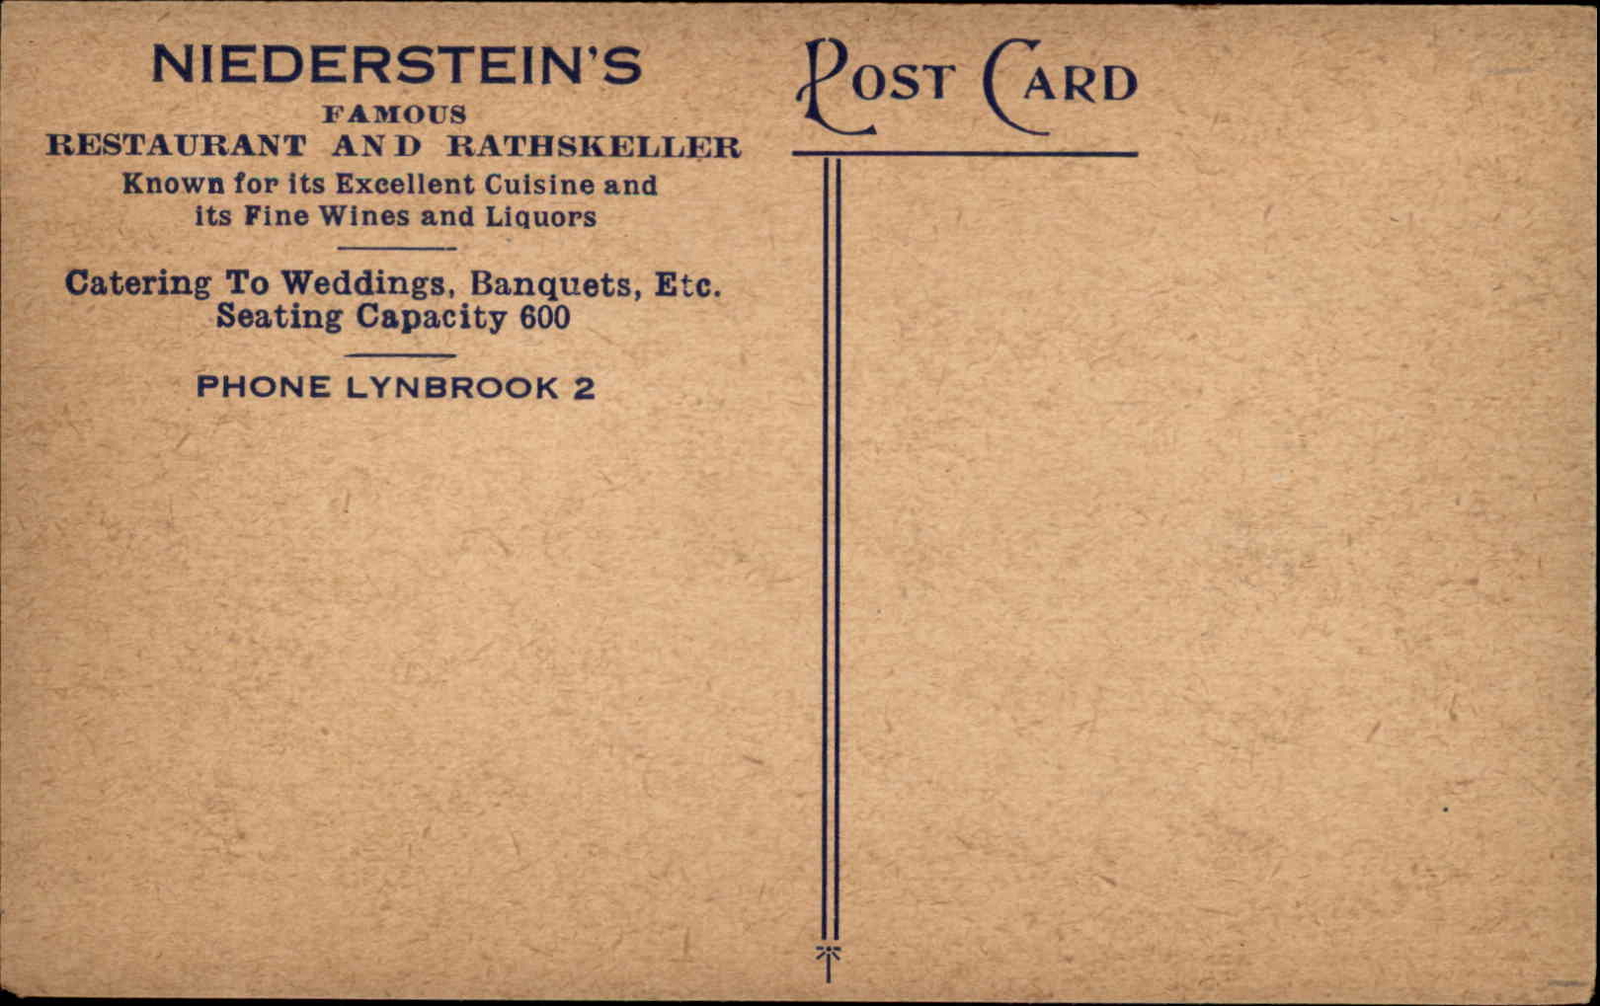 NIEDERSTEIN'S
FAMOUS
RESTAURANT AND RATHSKELLER
Known for its Excellent Cuisine and
its Fine Wines and Liquors
Catering To Weddings, Banquets, Etc.
Seating Capacity 600
PHONE LYNBROOK 2
POST CARD